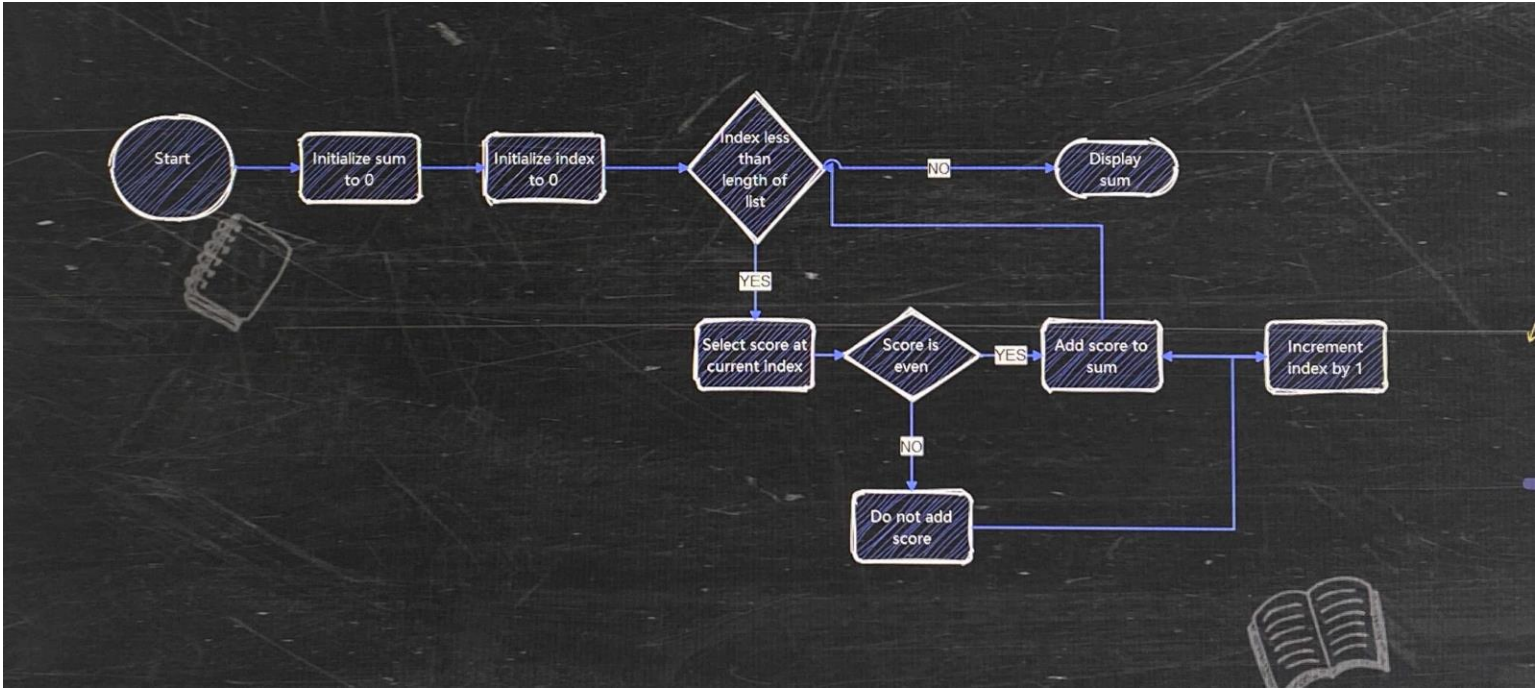 Start
Initialize sum
to 0
Initialize index
to 0
Index less
than
length of
list
NO
Display
sum
YES
Select score at
current index
Score is
even
YES
Add score to
sum
Increment
index by 1
NO
Do not add
score